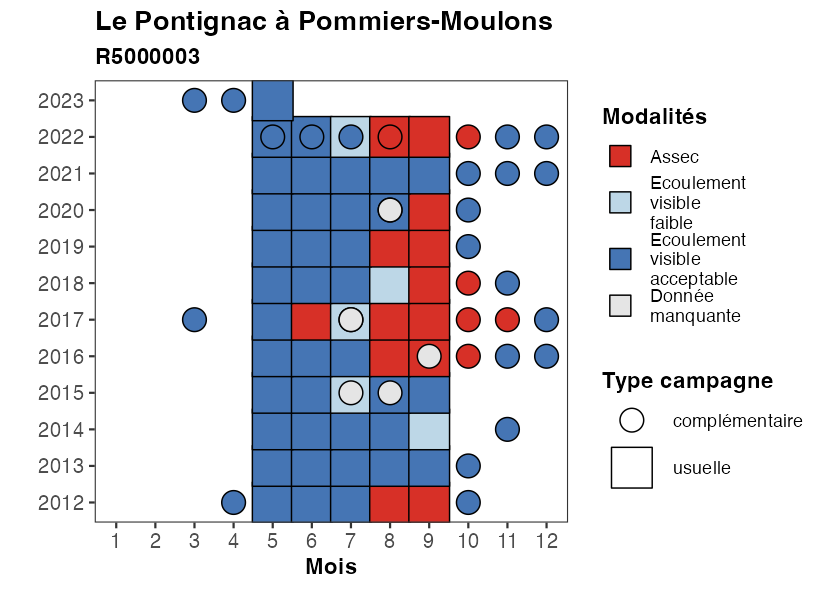 Le Pontignac à Pommiers-Moulons
R5000003
2023
2022
2021
2020
2019
2018
2017
2016
2015
2014
2013
2012
1 2 3 4 5 6 7 8 9 10 11 12
Mois
Modalités
Assec
Ecoulement
visible
faible
Ecoulement
visible
acceptable
Donnée
manquante
Type campagne
complémentaire
usuelle